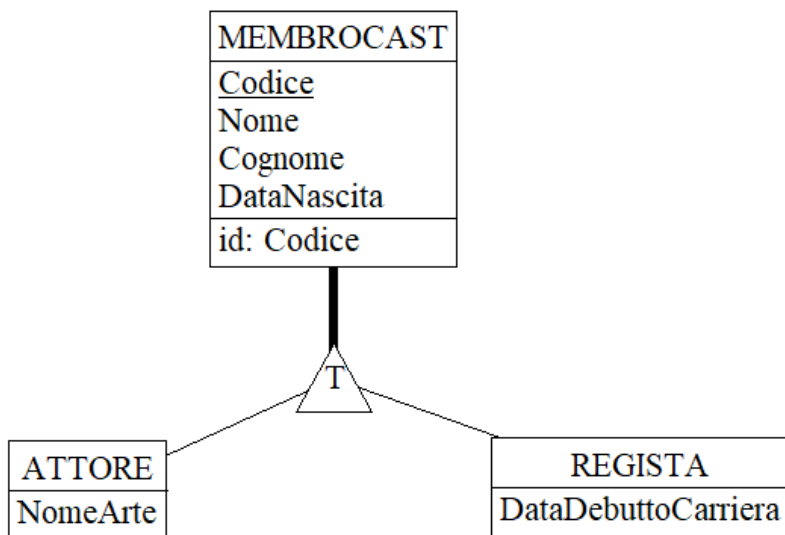 MEMBROCAST
Codice
Nome
Cognome
DataNascita
id: Codice
T
ATTORE
NomeArte
REGISTA
DataDebuttoCarriera